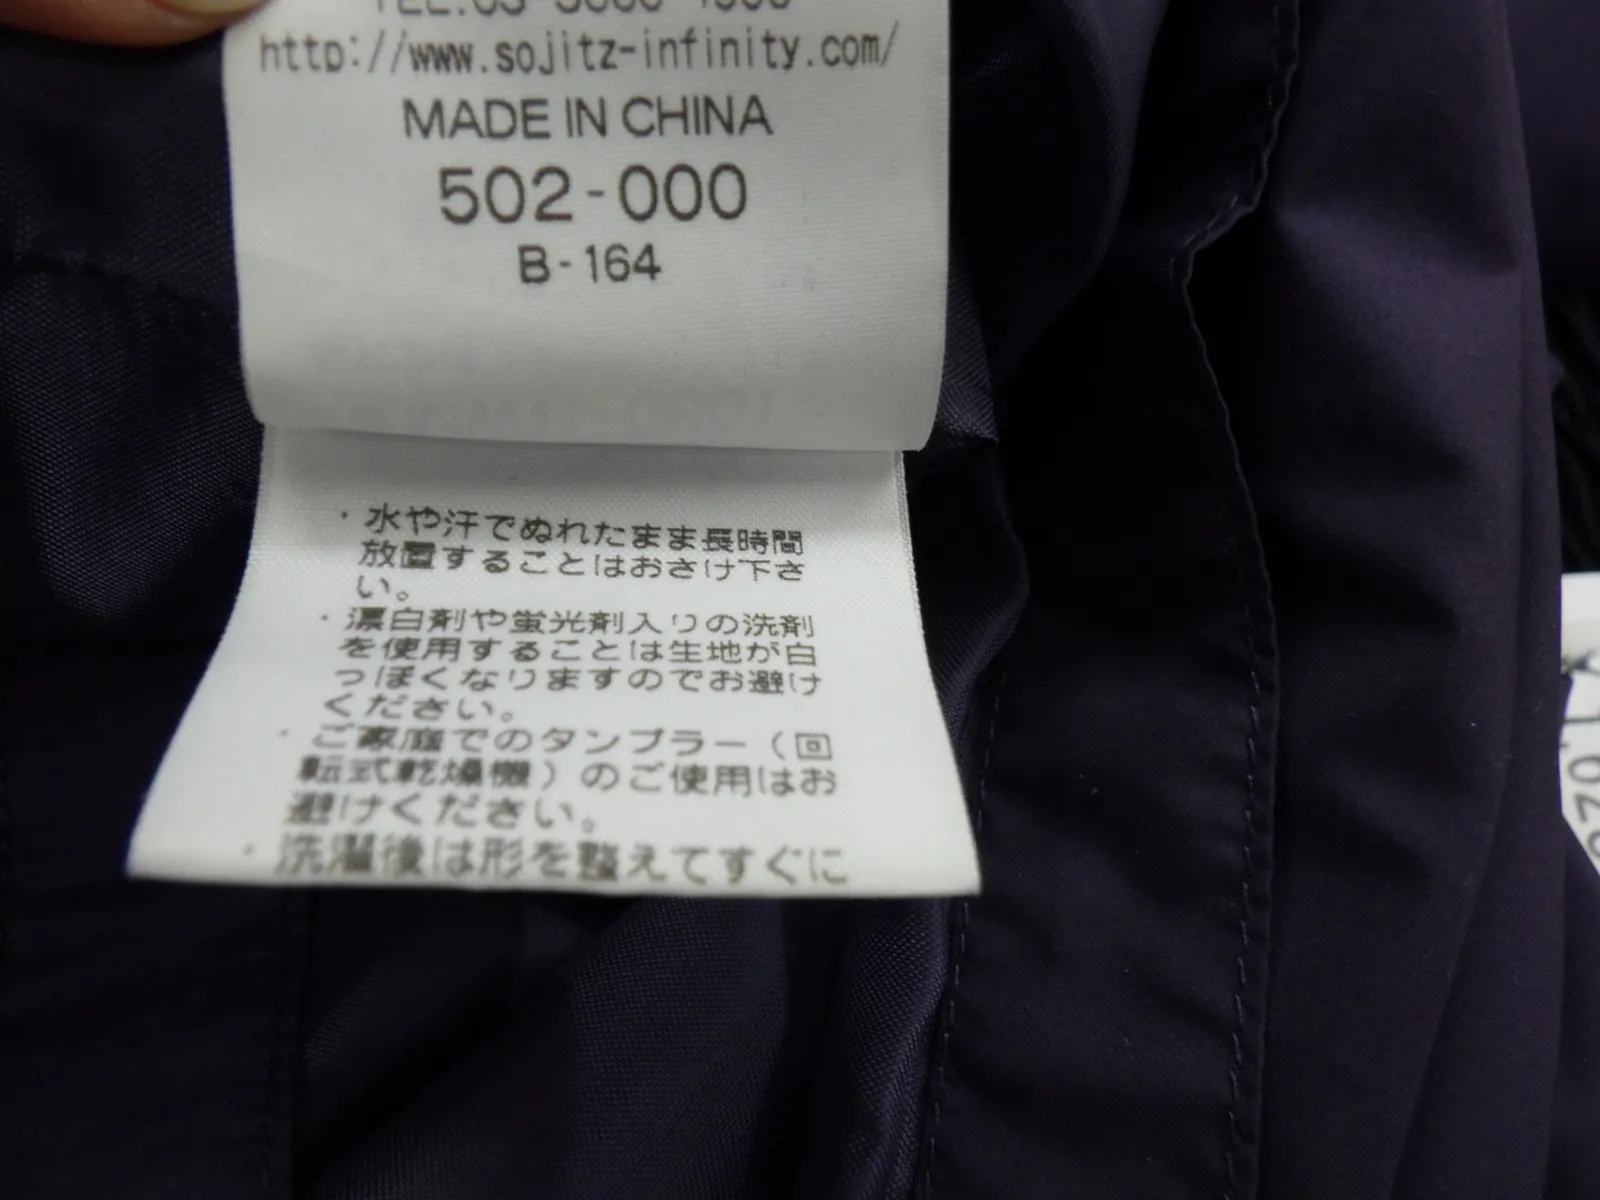 http://www.sojitz-infinity.com/
MADE IN CHINA
502-000
B-164
・水や汗でぬれたまま長時間
放置することはおさけ下さ
い。
・漂白剤や蛍光剤入りの洗剤
を使用することは生地が白
っぽくなりますのでお避け
ください。
・ご家庭でのタンブラー（回
転式乾燥機）のご使用はお
避けください。
・洗濯後は形を整えてすぐに